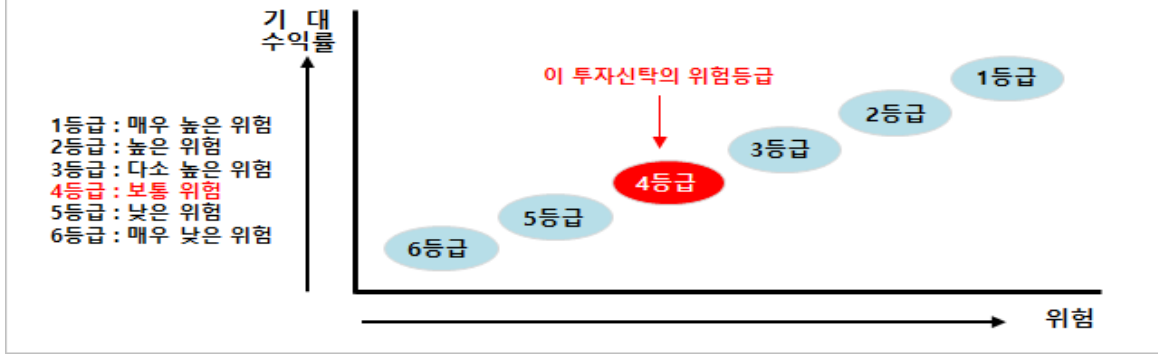 기 대
수익률
이 투자신탁의 위험등급
1등급
2등급
3등급
4등급
5등급
6등급
1등급 : 매우 높은 위험
2등급 : 높은 위험
3등급 : 다소 높은 위험
4등급 : 보통 위험
5등급 : 낮은 위험
6등급 : 매우 낮은 위험
위험